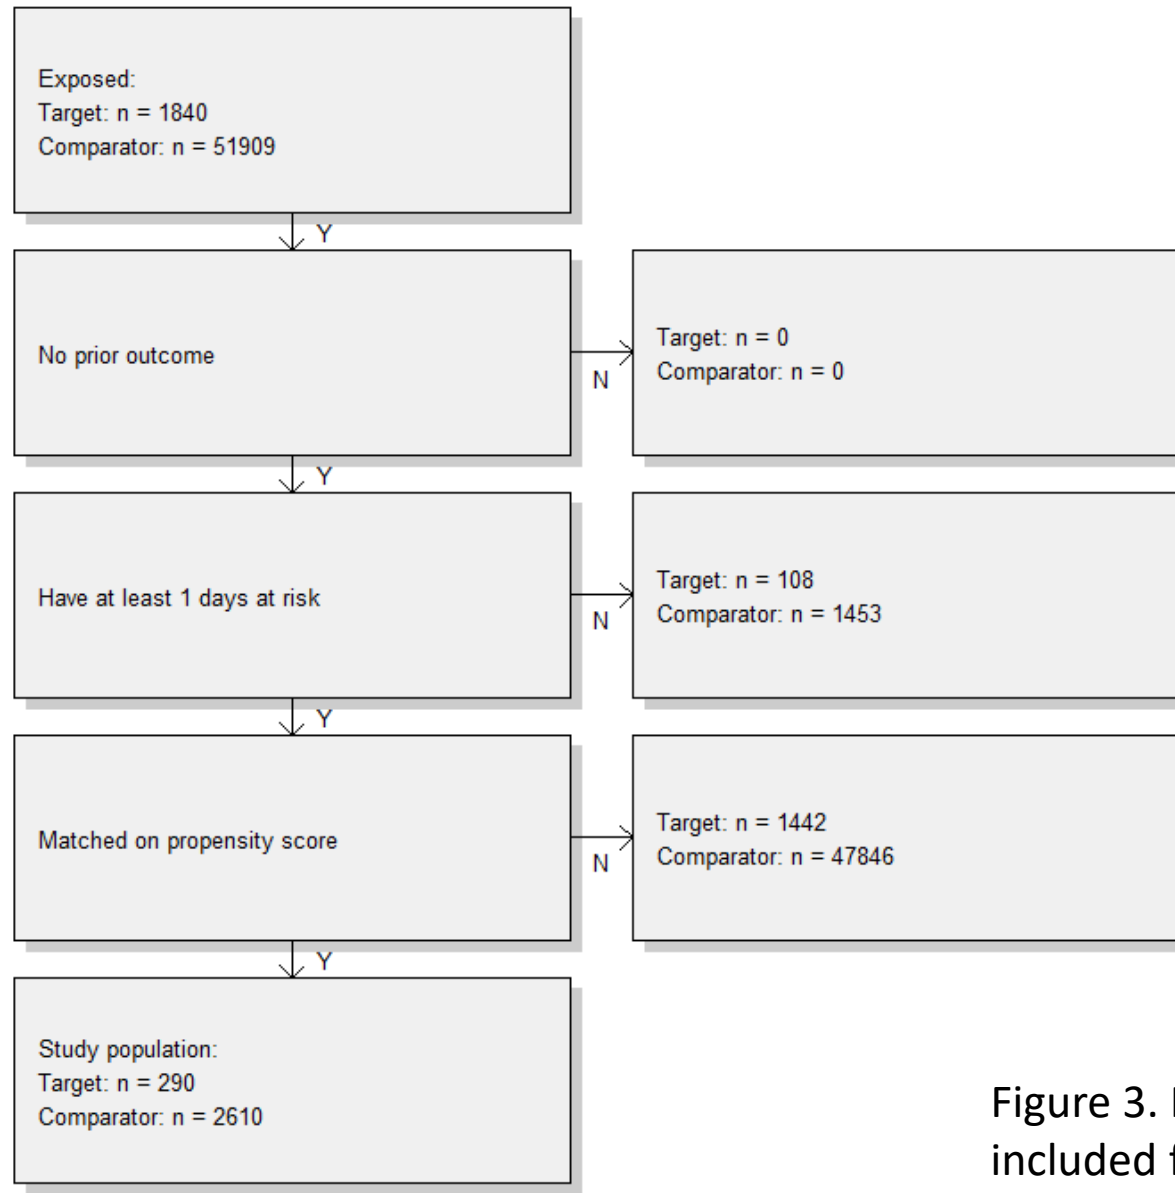 Exposed:
Target: n = 1840
Comparator: n = 51909
Y
No prior outcome
N
Target: n = 0
Comparator: n = 0
Y
Have at least 1 days at risk
N
Target: n = 108
Comparator: n = 1453
Y
Matched on propensity score
N
Target: n = 1442
Comparator: n = 47846
Y
Study population:
Target: n = 290
Comparator: n = 2610
Figure 3.
included